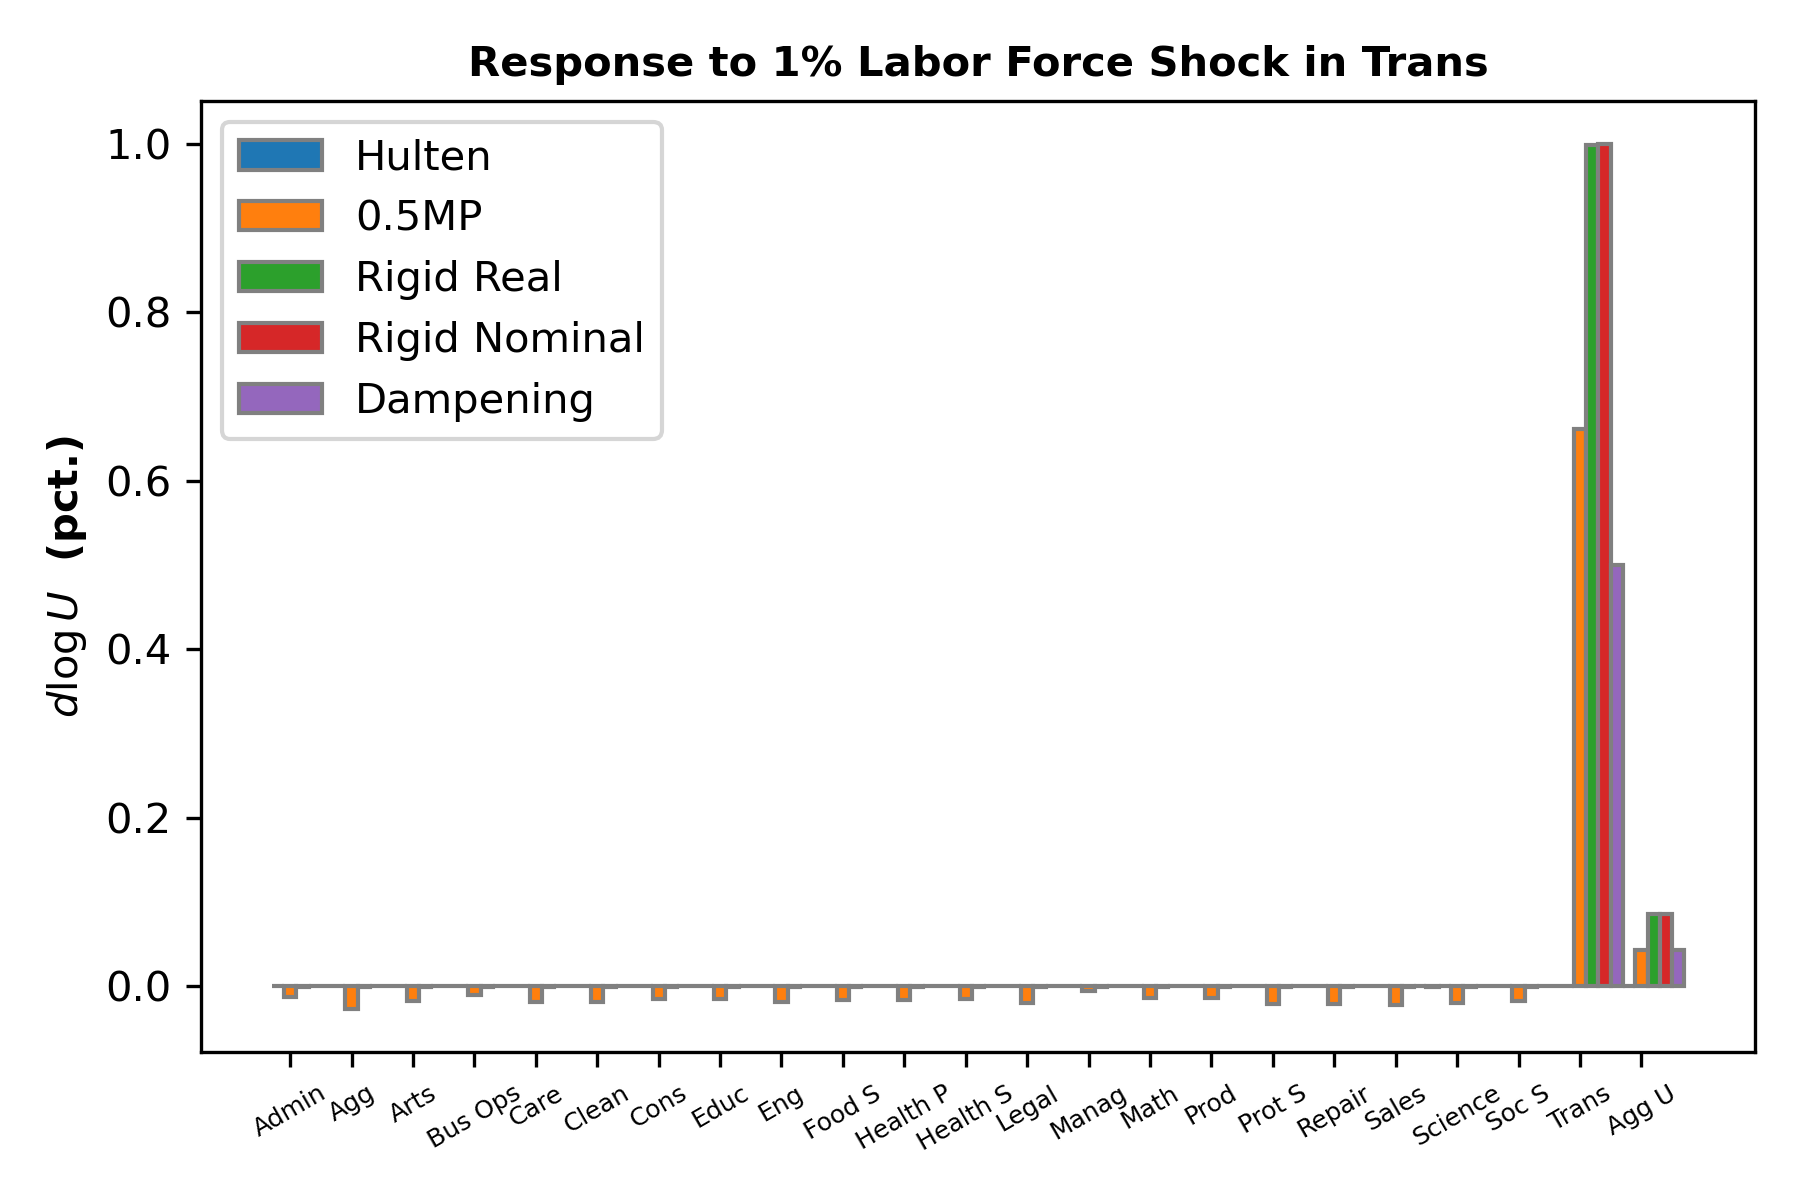 Response to 1% Labor Force Shock in Trans
Hulten
0.5MP
Rigid Real
Rigid Nominal
Dampening
d log U (pct.)
1.0
0.8
0.6
0.4
0.2
0.0
Admin
Agg
Arts
Bus Ops
Care
Clean
Cons
Educ
Eng
Food S
Health P
Health S
Legal
Manag
Math
Prod
Prot S
Repair
Sales
Science
Soc S
Trans
Agg U